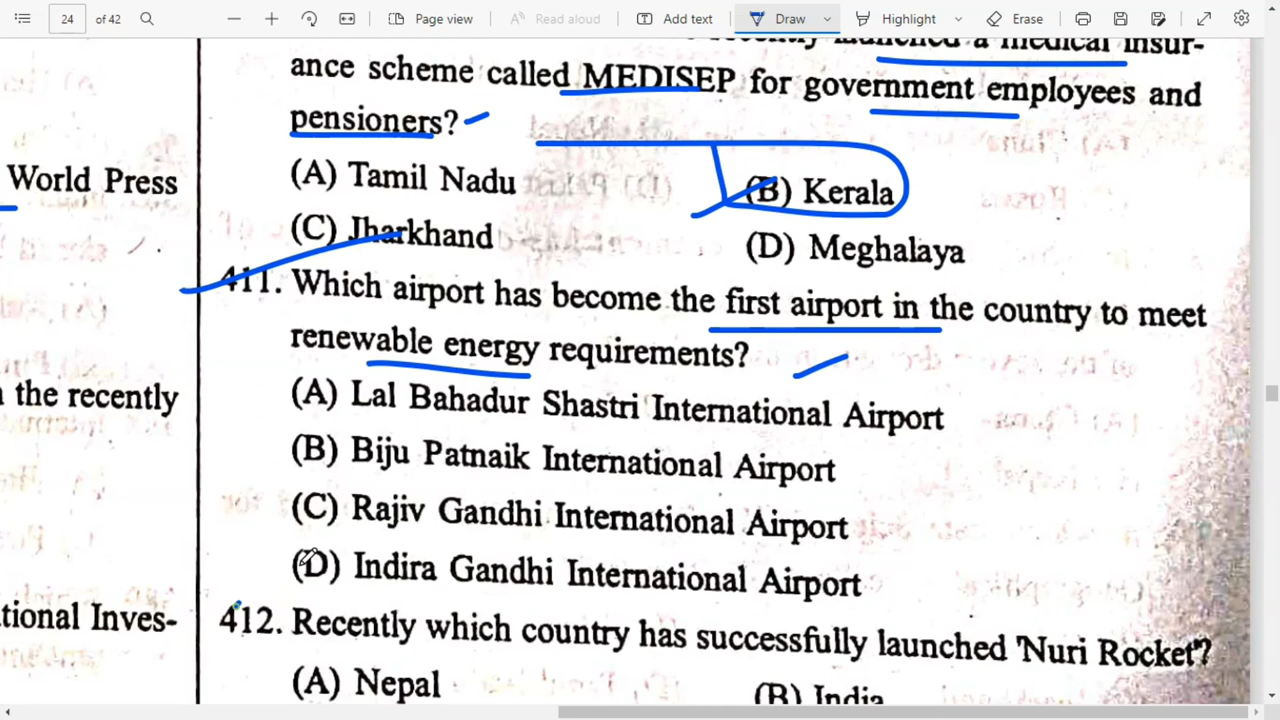 24 of 42
Page view
Read aloud
Add text
Draw
Highlight
Erase
recently launched a medical insur-
ance scheme called MEDISEP for government employees and
pensioners?
(A) Tamil Nadu (B) Kerala
(C) Jharkhand (D) Meghalaya
411. Which airport has become the first airport in the country to meet
renewable energy requirements?
(A) Lal Bahadur Shastri International Airport
(B) Biju Patnaik International Airport
(C) Rajiv Gandhi International Airport
(D) Indira Gandhi International Airport
412. Recently which country has successfully launched 'Nuri Rocket'?
(A) Nepal (B) India
World Press
the recently
tional Inves-